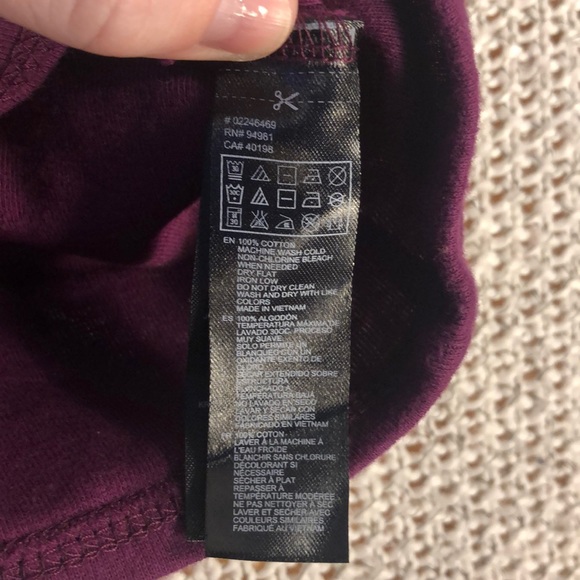 # 02246469
RN# 94981
CA# 40198
EN 100% COTTON
MACHINE WASH COLD
NON-CHLORINE BLEACH
WHEN NEEDED
DRY FLAT
IRON LOW
DO NOT DRY CLEAN
WASH AND DRY WITH LIKE
COLORS
MADE IN VIETNAM
ES 100% ALGODÓN
TEMPERATURA MÁXIMA DE
LAVADO 30ºC. PROCESO
MUY SUAVE
SOLO PERMITE UN
BLANQUEO CON UN
OXIDANTE EXENTO DE
CLORO
SECAR EXTENDIDO SOBRE
PLANCHADO A
TEMPERATURA BAJA
NO LAVADO EN SECO
LAVAR Y SECAR CON
COLORES SIMILARES
FABRICADO EN VIETNAM
FR 100% COTON
LAVER À LA MACHINE À
L'EAU FROIDE
BLANCHIR SANS CHLORURE
DÉCOLORANT SI
NÉCESSAIRE
SÉCHER À PLAT
REPASSER À
TEMPÉRATURE MODÉRÉE
NE PAS NETTOYER À SEC
LAVER ET SÉCHER AVEC
COULEURS SIMILAIRES
FABRIQUÉ AU VIETNAM